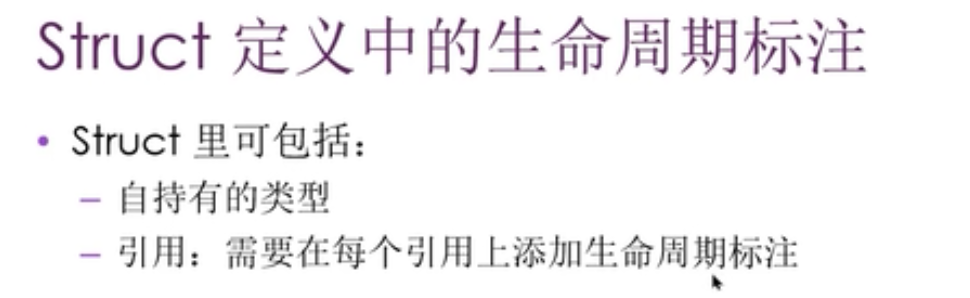 Struct 定义中的生命周期标注
• Struct 里可包括：
– 自持有的类型
– 引用：需要在每个引用上添加生命周期标注